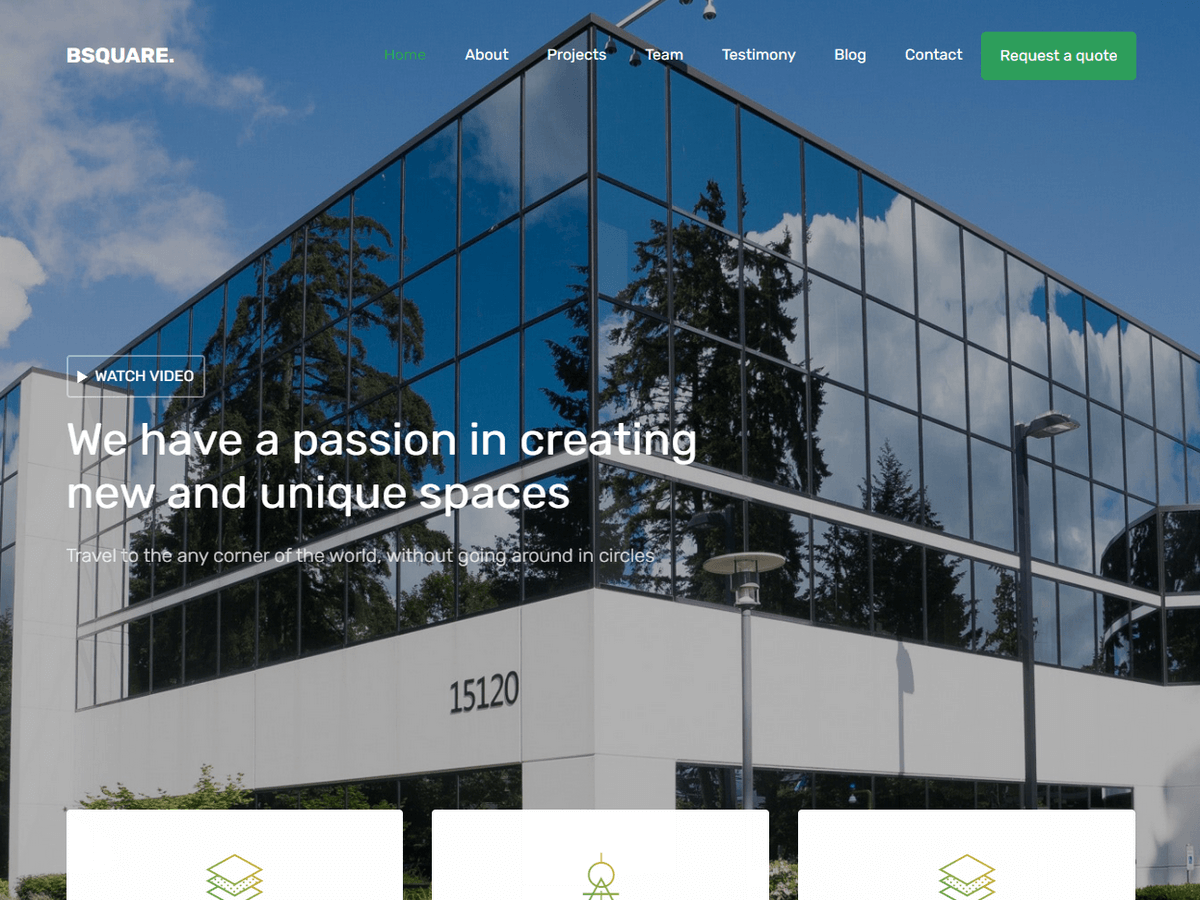 BSQUARE.
Home
About
Projects
Team
Testimony
Blog
Contact
Request a quote
WATCH VIDEO
We have a passion in creating
new and unique spaces
Travel to the any corner of the world, without going around in circles
15120